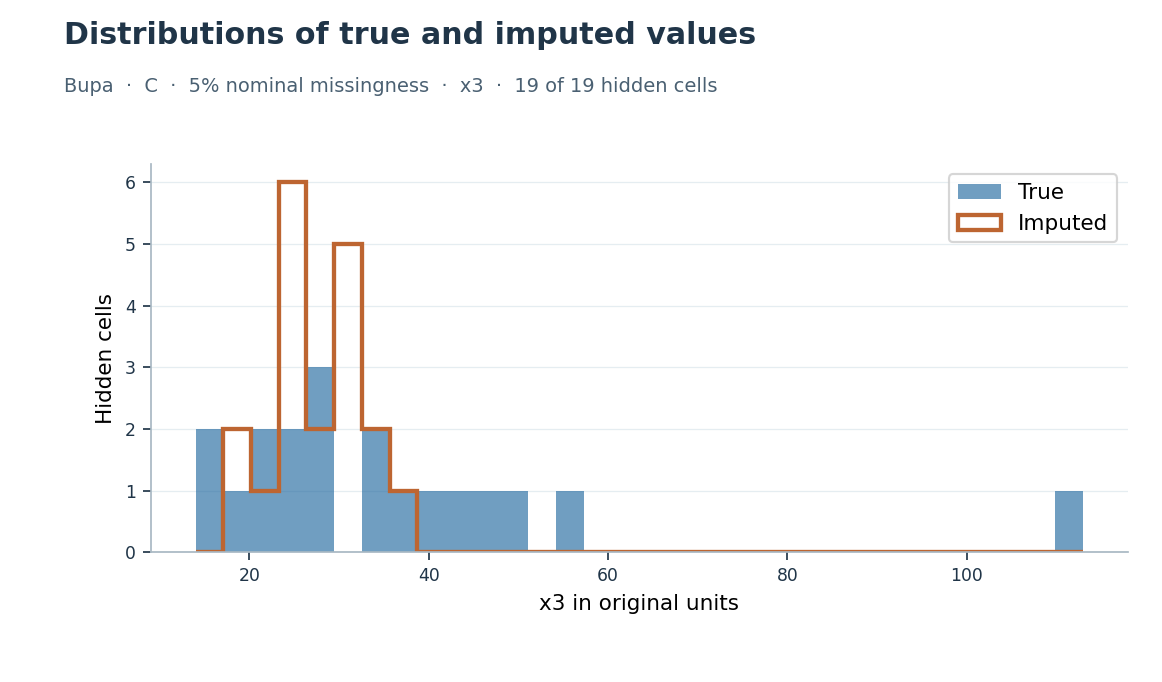 Distributions of true and imputed values
Bupa · C · 5% nominal missingness · x3 · 19 of 19 hidden cells
True
Imputed
Hidden cells
6
5
4
3
2
1
0
20 40 60 80 100
x3 in original units